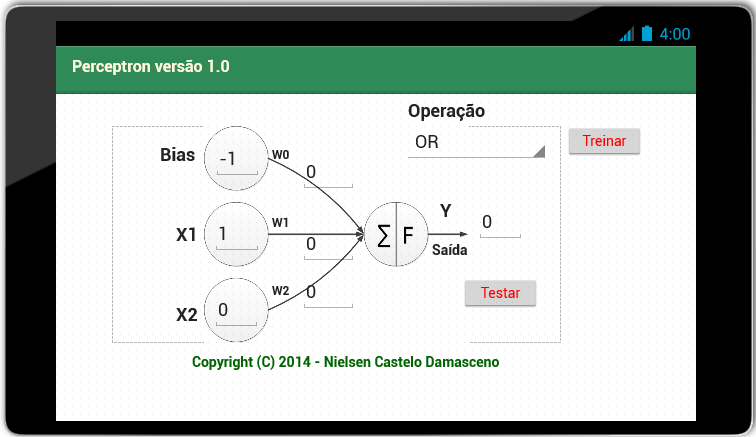 4:00
Perceptron versão 1.0
Operação
OR
Treinar
Bias
-1
W0
0
X1
1
W1
0
∑ F
Y
0
Saída
X2
0
W2
0
Testar
Copyright (C) 2014 - Nielsen Castelo Damasceno